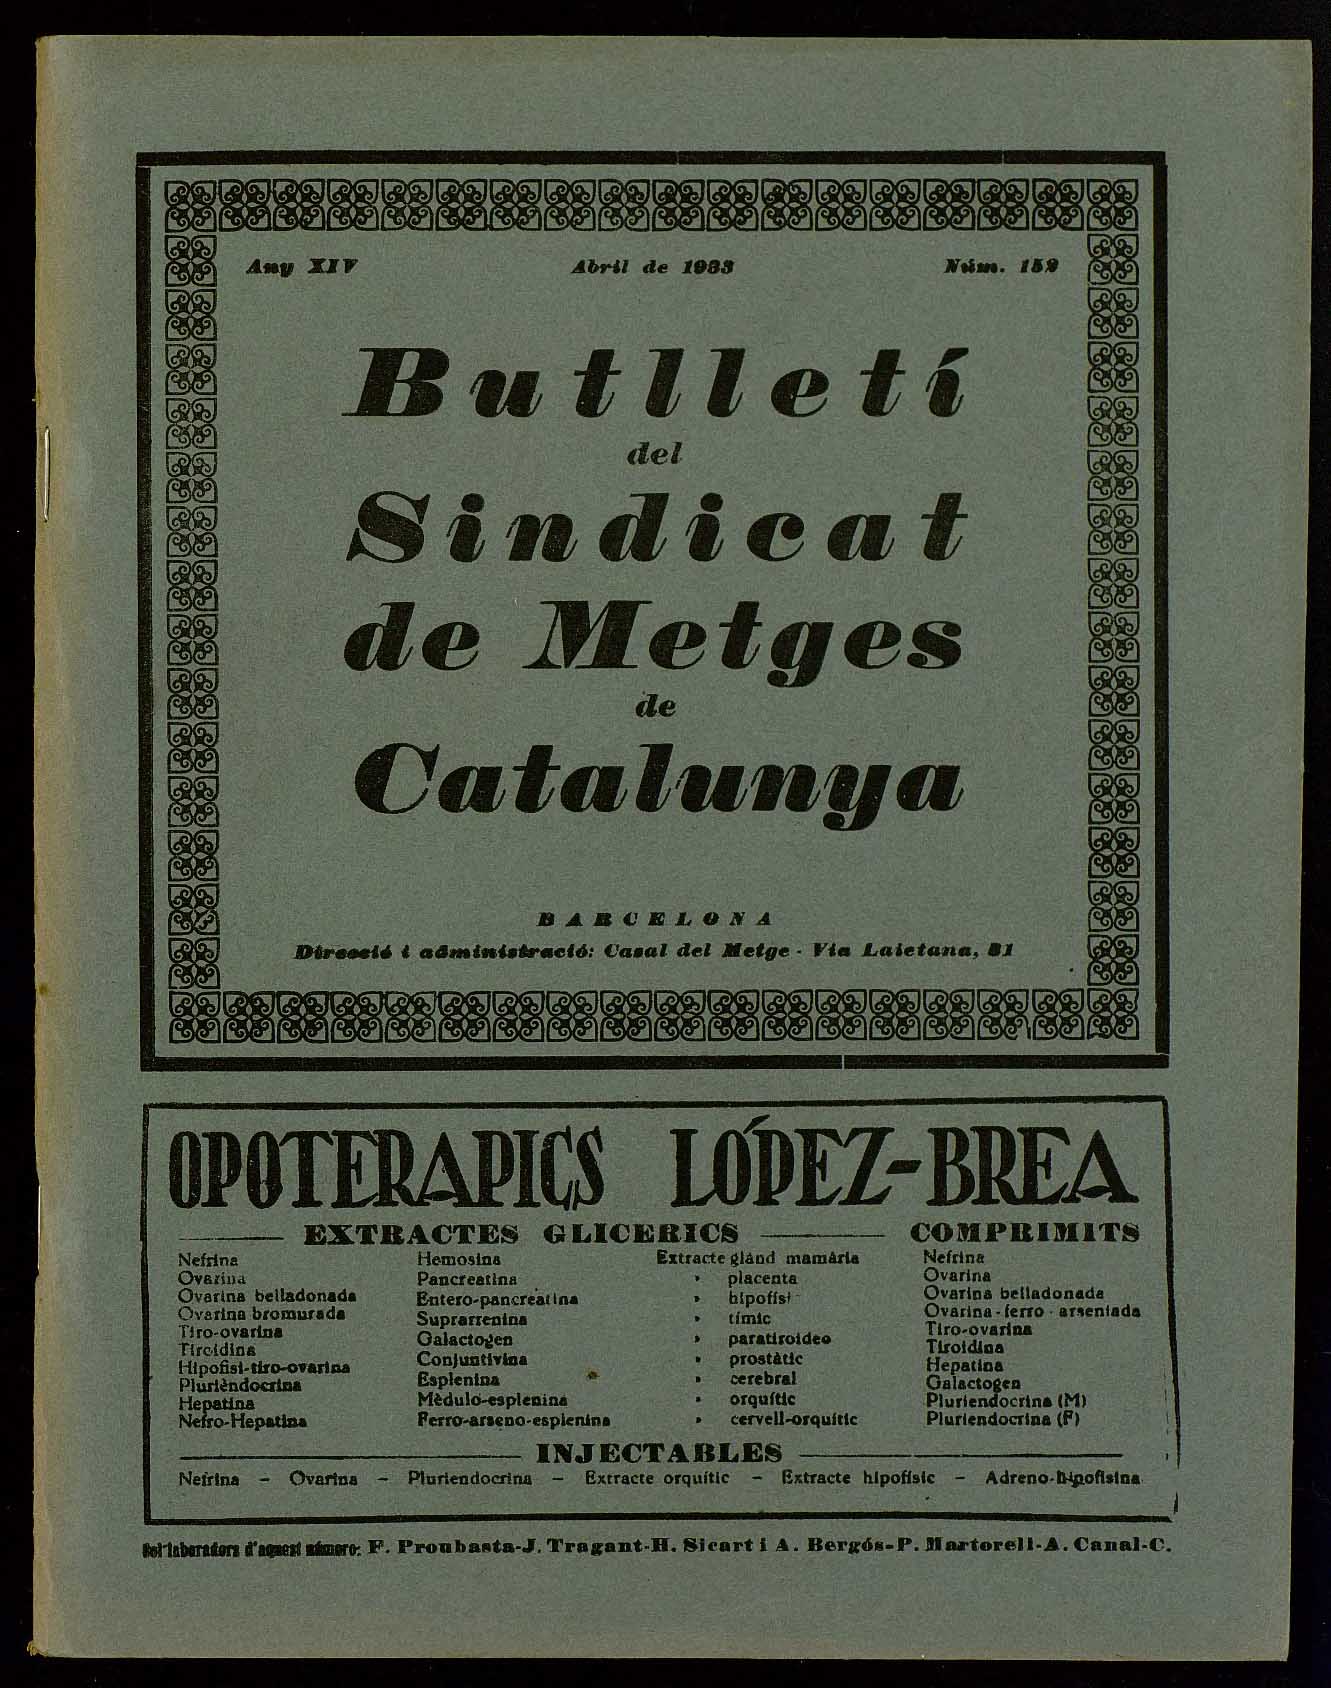 Any XIV Abril de 1933 Núm. 152
Butlletí
del
Sindicat
de Metges
de
Catalunya
BARCELONA
Direcció i administració: Casal del Metge - Via Laietana, 31
OPOTERAPICS LÓPEZ-BREA
EXTRACTES GLICERICS
Nefrina
Ovarina
Ovarina belladonada
Ovarina bromurada
Tiro-ovarina
Tiroidina
Hipofisi-tiro-ovarina
Plurièndocrina
Hepatina
Nefro-Hepatina
Hemosina
Pancreatina
Entero-pancreatina
Suprarrenina
Galactogen
Conjuntivina
Esplenina
Mèdulo-esplenina
Ferro-arseno-esplenina
Extracte glánd mamària
» placenta
» hipofisi
» tímic
» paratiroideo
» prostàtic
» cerebral
» orquític
» cervell-orquític
COMPRIMITS
Nefrina
Ovarina
Ovarina belladonada
Ovarina - ferro - arseniada
Tiro-ovarina
Tiroidina
Hepatina
Galactogen
Pluriendocrina (M)
Pluriendocrina (F)
INJECTABLES
Nefrina - Ovarina - Pluriendocrina - Extracte orquític - Extracte hipofísic - Adreno-hipofisina
Col·laboradors d'aquest número: F. Proubasta-J. Tragant-H. Sicart i A. Bergós-P. Martorell-A. Canal-C.